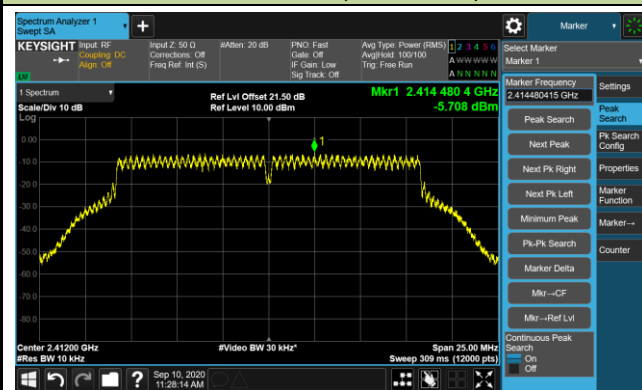 Spectrum Analyzer 1
Swept SA
Marker
KEYSIGHT
Input: RF
Coupling: DC
Align: Off
Input Z: 50 Ω
Corrections: Off
Freq Ref: Int (S)
#Atten: 20 dB
PNO: Fast
Gate: Off
IF Gain: Low
Sig Track: Off
Avg Type: Power (RMS)
Avg|Hold: 100/100
Trig: Free Run
1 2 3 4 5 6
A W W W W W
A N N N N N
LXI
1 Spectrum
Scale/Div 10 dB
Log
Ref Lvl Offset 21.50 dB
Ref Level 10.00 dBm
Mkr1 2.414 480 4 GHz
-5.708 dBm
1
0.00
-10.0
-20.0
-30.0
-40.0
-50.0
-60.0
-70.0
-80.0
Center 2.41200 GHz
#Res BW 10 kHz
#Video BW 30 kHz*
Span 25.00 MHz
Sweep 309 ms (12000 pts)
Sep 10, 2020
11:28:14 AM
Select Marker
Marker 1
Marker Frequency
2.414480415 GHz
Peak Search
Next Peak
Next Pk Right
Next Pk Left
Minimum Peak
Pk-Pk Search
Marker Delta
Mkr→CF
Mkr→Ref Lvl
Continuous Peak
Search
On
Off
Settings
Peak
Search
Pk Search
Config
Properties
Marker
Function
Marker→
Counter